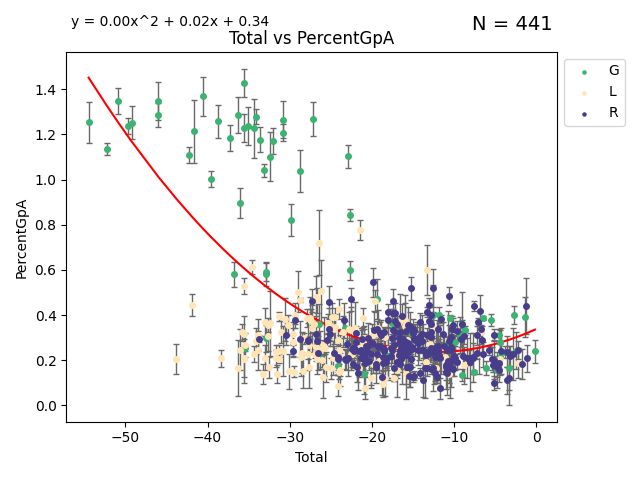 y = 0.00x^2 + 0.02x + 0.34
N = 441
Total vs PercentGpA
G
L
R
PercentGpA
1.4
1.2
1.0
0.8
0.6
0.4
0.2
0.0
−50
−40
−30
−20
−10
0
Total